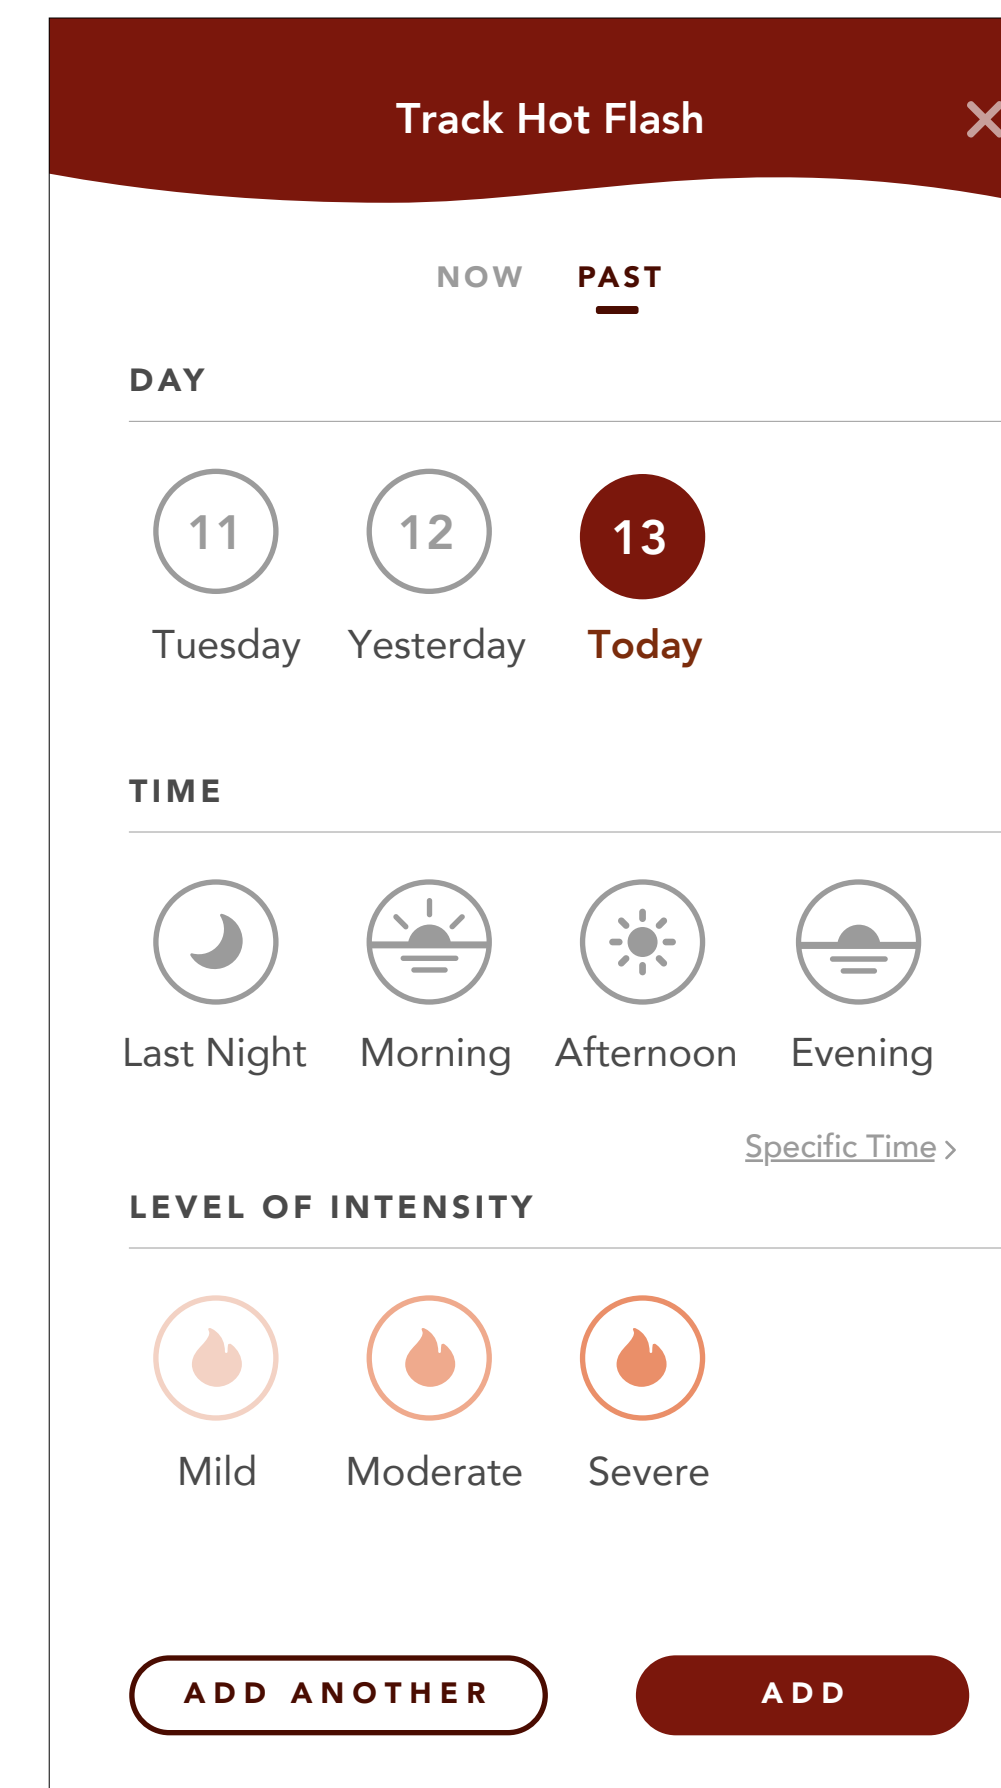 Track Hot Flash
NOW PAST
DAY
11 12 13
Tuesday Yesterday Today
TIME
Last Night Morning Afternoon Evening
Specific Time
LEVEL OF INTENSITY
Mild Moderate Severe
ADD ANOTHER ADD